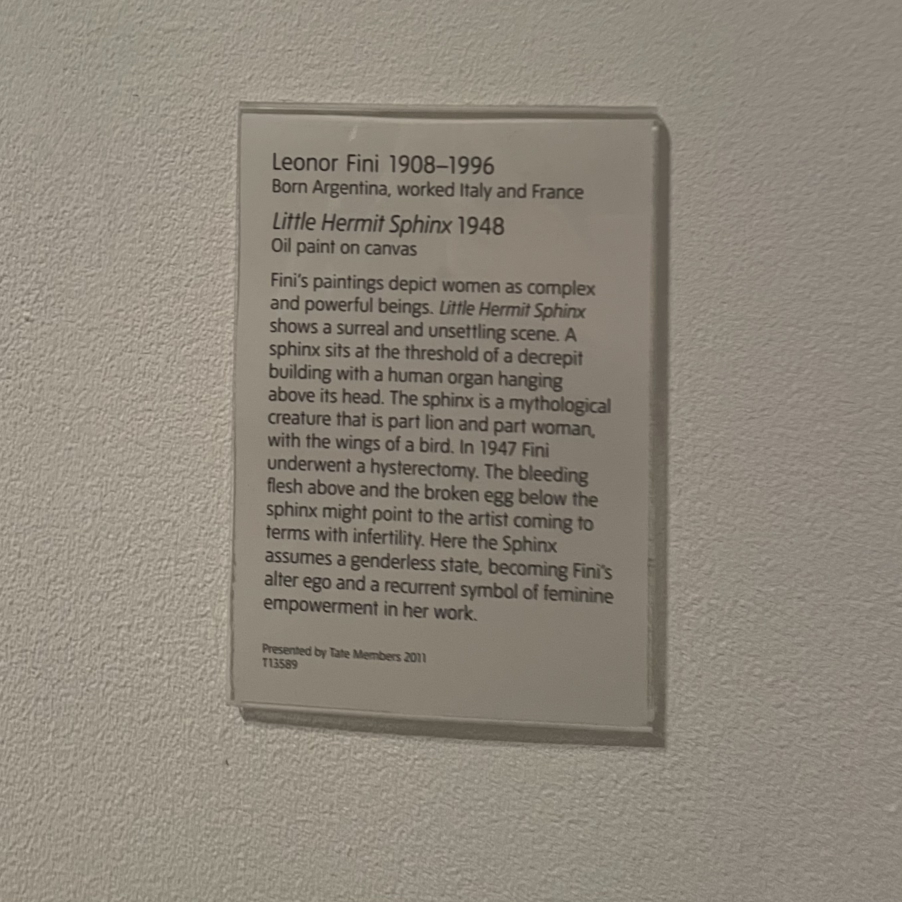 Leonor Fini 1908–1996
Born Argentina, worked Italy and France
Little Hermit Sphinx 1948
Oil paint on canvas
Fini's paintings depict women as complex
and powerful beings. Little Hermit Sphinx
shows a surreal and unsettling scene. A
sphinx sits at the threshold of a decrepit
building with a human organ hanging
above its head. The sphinx is a mythological
creature that is part lion and part woman,
with the wings of a bird. In 1947 Fini
underwent a hysterectomy. The bleeding
flesh above and the broken egg below the
sphinx might point to the artist coming to
terms with infertility. Here the Sphinx
assumes a genderless state, becoming Fini's
alter ego and a recurrent symbol of feminine
empowerment in her work.
Presented by Tate Members 2011
T13589